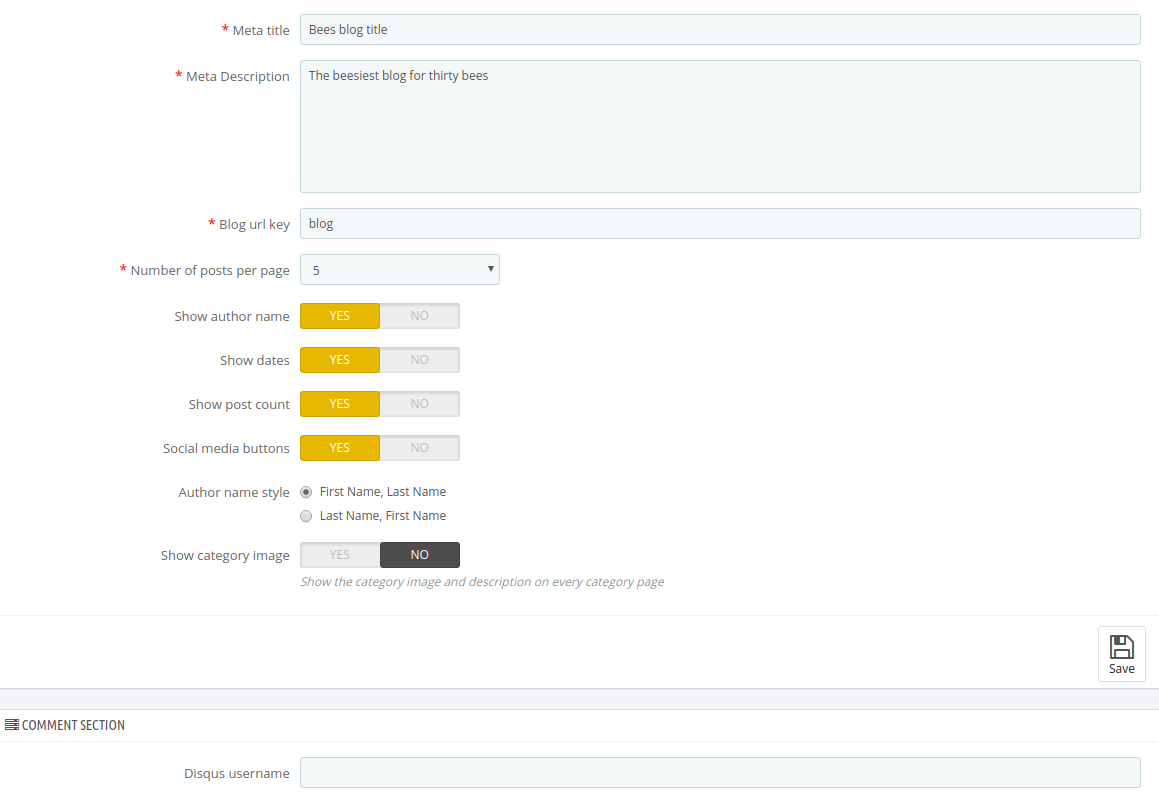 * Meta title Bees blog title
* Meta Description The beesiest blog for thirty bees
* Blog url key blog
* Number of posts per page 5
Show author name YES NO
Show dates YES NO
Show post count YES NO
Social media buttons YES NO
Author name style First Name, Last Name
Last Name, First Name
Show category image YES NO
Show the category image and description on every category page
Save
COMMENT SECTION
Disqus username